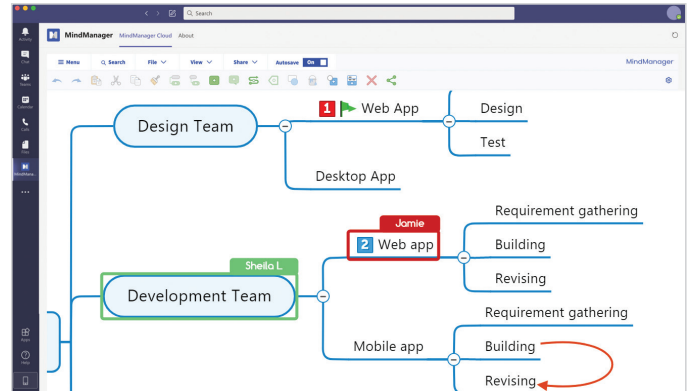 Search
Activity
Chat
Teams
Calendar
Calls
Files
MindMana...
Apps
Help
MindManager MindManager Cloud About
Menu Search File View Share Autosave On MindManager
Design Team
1 Web App
Design
Test
Desktop App
Sheila L.
Development Team
Jamie
2 Web app
Requirement gathering
Building
Revising
Mobile app
Requirement gathering
Building
Revising